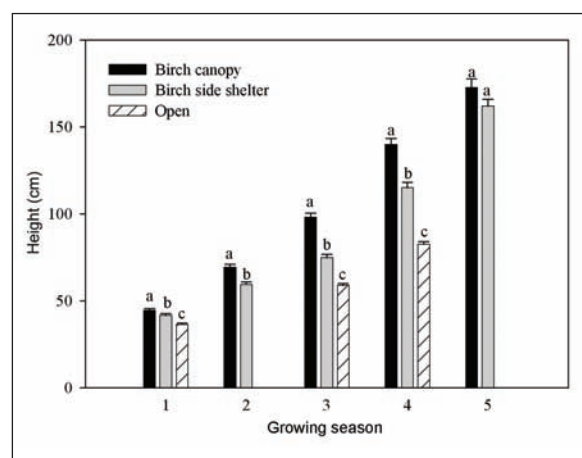 200
150
100
50
0
Height (cm)
Birch canopy
Birch side shelter
Open
a b c
a b
a b c
a b c
a a
1 2 3 4 5
Growing season